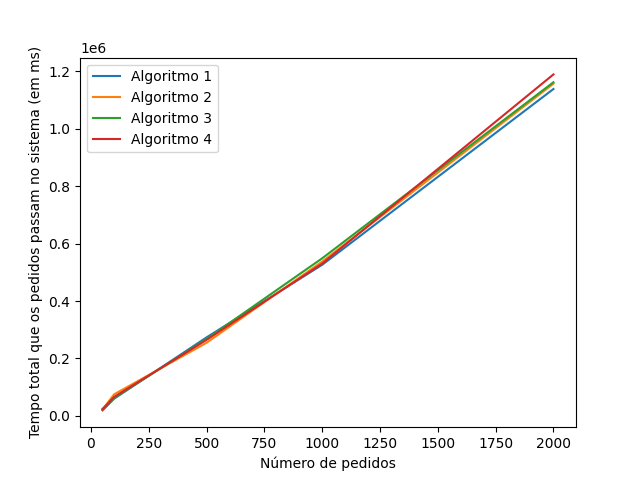 1e6
Algoritmo 1
Algoritmo 2
Algoritmo 3
Algoritmo 4
Tempo total que os pedidos passam no sistema (em ms)
1.2
1.0
0.8
0.6
0.4
0.2
0.0
0 250 500 750 1000 1250 1500 1750 2000
Número de pedidos